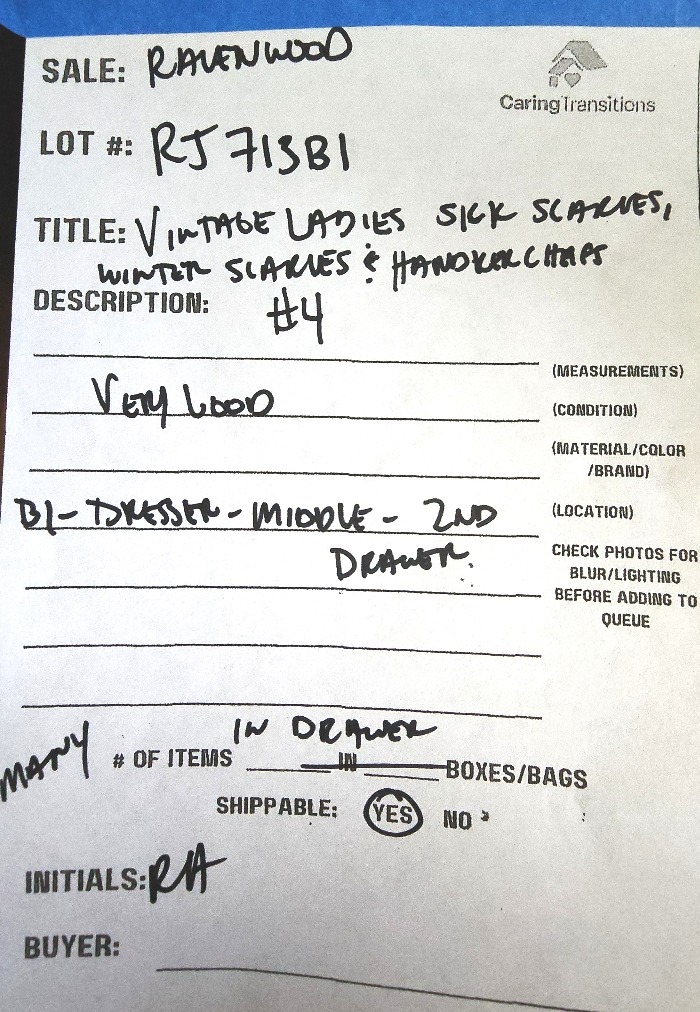 SALE: RAVENWOOD
CaringTransitions
LOT #: RJ713B1
TITLE: VINTAGE LADIES SILK SCARVES,
WINTER SCARVES & HANDKERCHIEFS
DESCRIPTION: #4
(MEASUREMENTS)
VERY GOOD (CONDITION)
(MATERIAL/COLOR
/BRAND)
B1- DRESSER - MIDDLE - 2ND (LOCATION)
DRAWER.
CHECK PHOTOS FOR
BLUR/LIGHTING
BEFORE ADDING TO
QUEUE
IN DRAWER
MANY # OF ITEMS IN BOXES/BAGS
SHIPPABLE: YES NO
INITIALS: RH
BUYER: